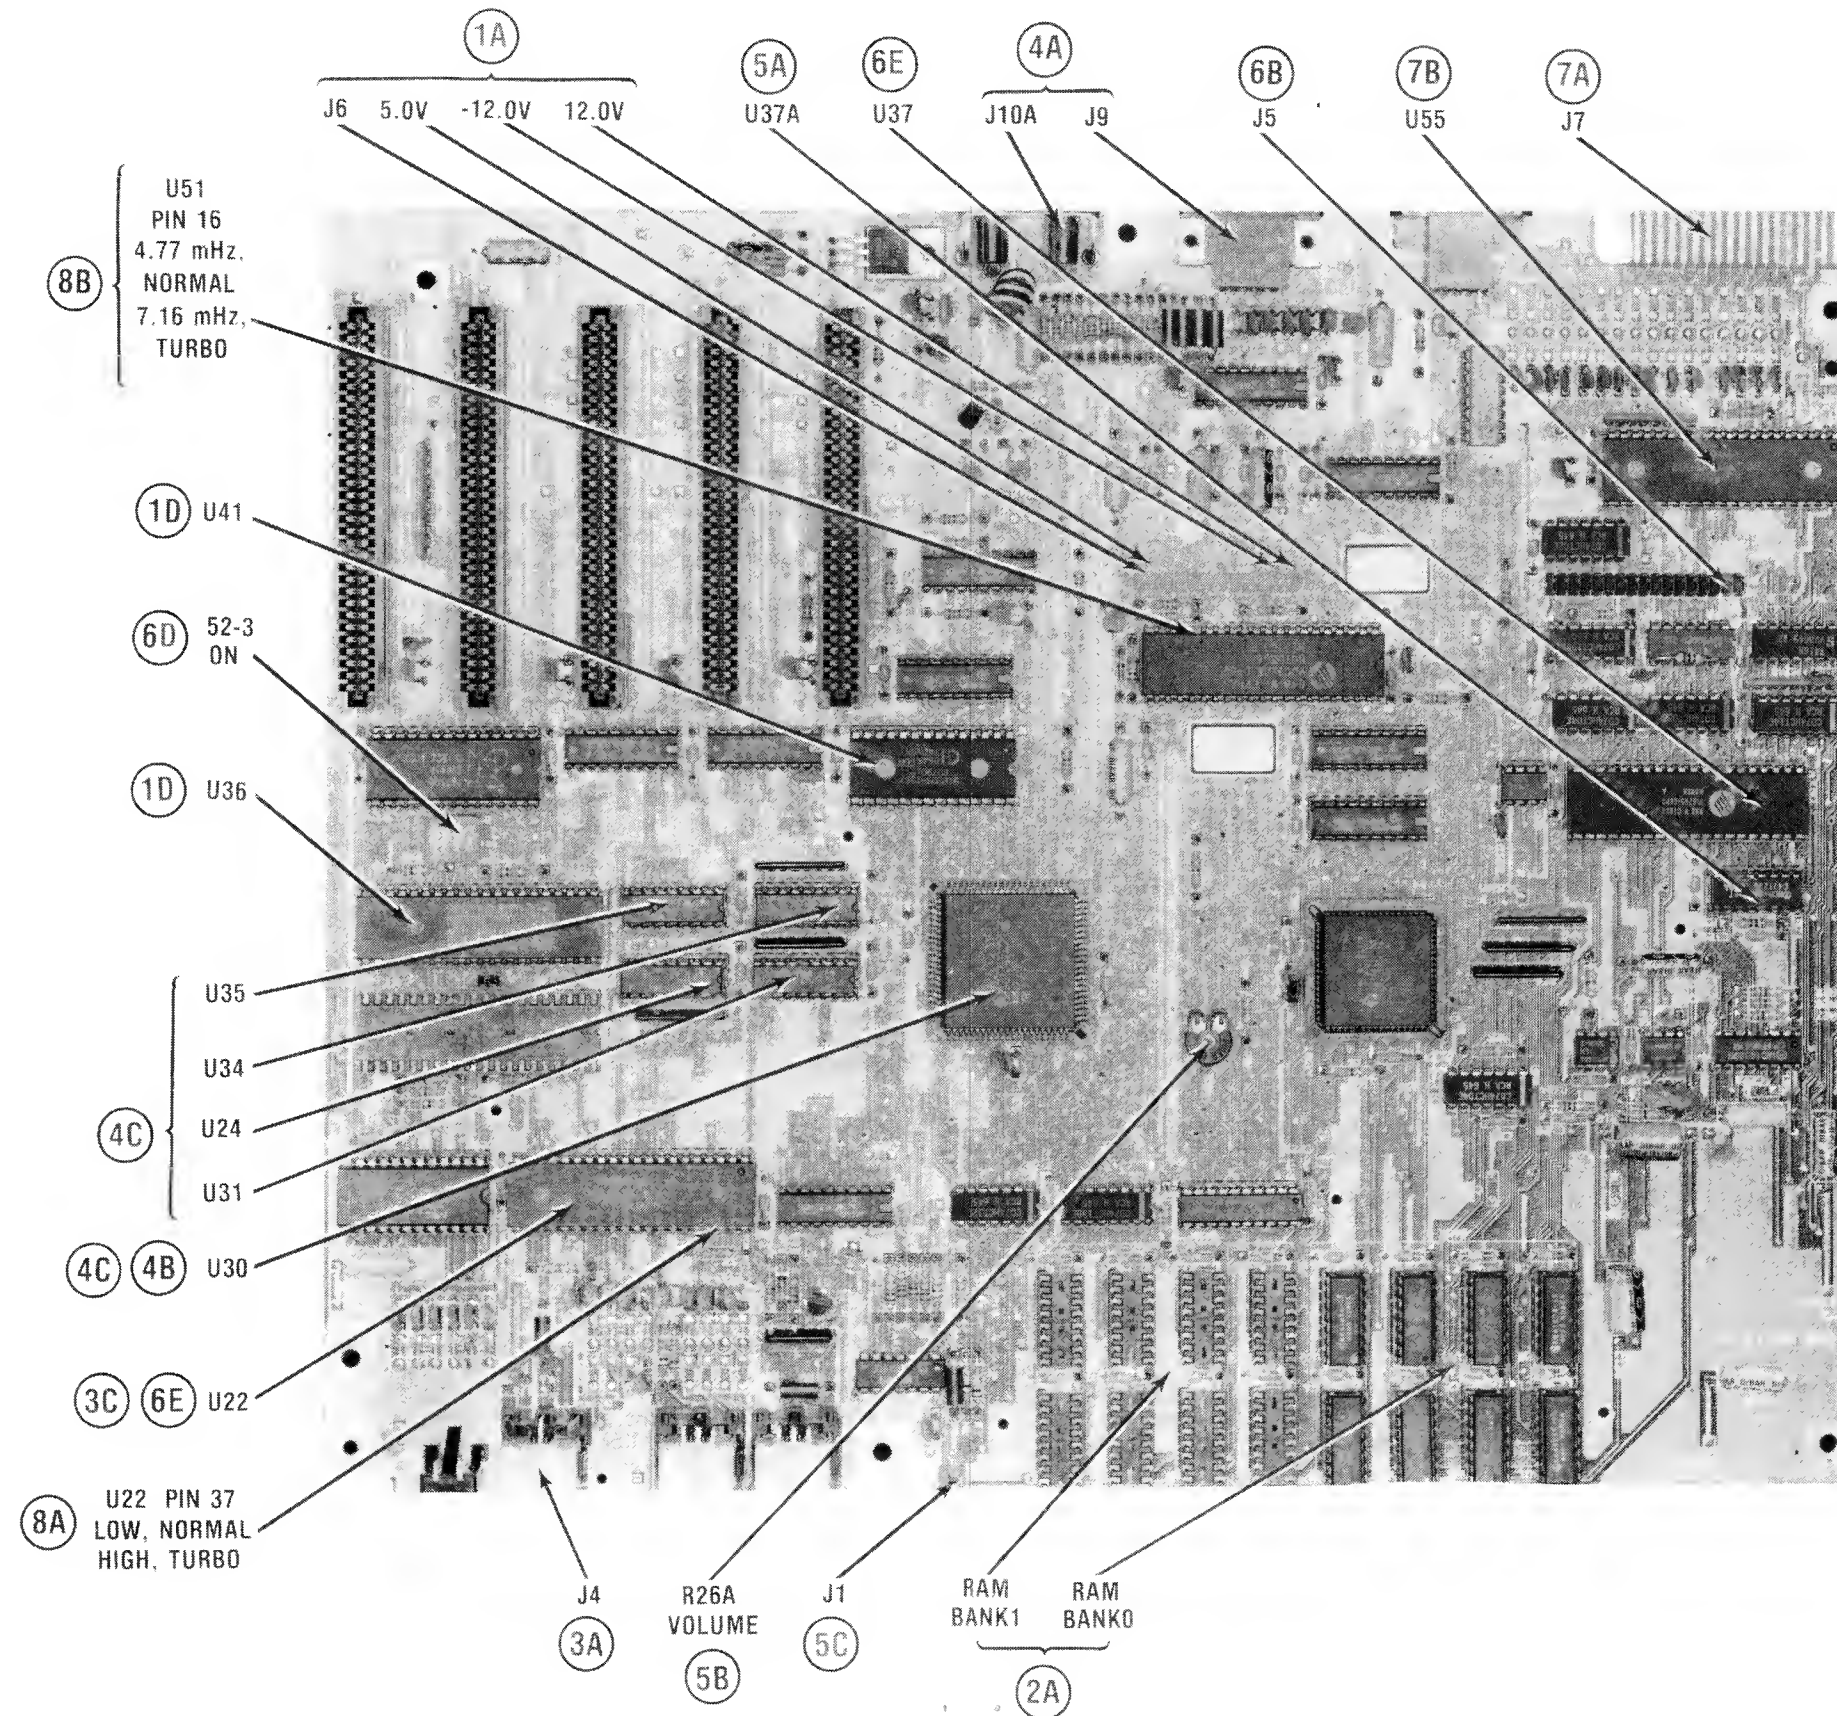 1A
J6 5.0V -12.0V 12.0V
5A
U37A
6E
U37
4A
J10A J9
6B
J5
7B
U55
7A
J7
8B
U51
PIN 16
4.77 mHz,
NORMAL
7.16 mHz,
TURBO
1D U41
6D 52-3
ON
1D U36
4C
U35
U34
U24
U31
4C 4B U30
3C 6E U22
8A
U22 PIN 37
LOW, NORMAL
HIGH, TURBO
J4
3A
R26A
VOLUME
5B
J1
5C
RAM
BANK1
RAM
BANK0
2A